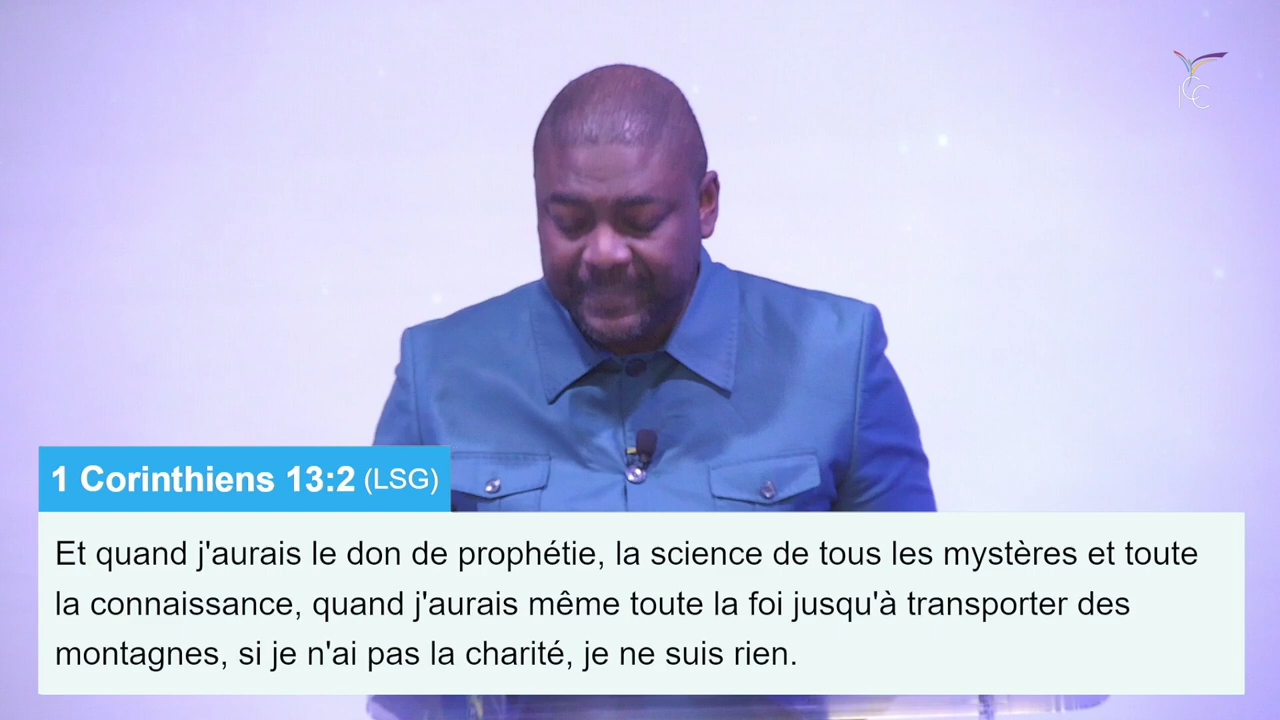 ICC
1 Corinthiens 13:2 (LSG)
Et quand j'aurais le don de prophétie, la science de tous les mystères et toute
la connaissance, quand j'aurais même toute la foi jusqu'à transporter des
montagnes, si je n'ai pas la charité, je ne suis rien.